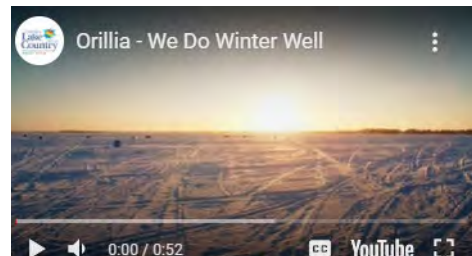 Lake
Country
Orillia - We Do Winter Well
0:00 / 0:52
CC
YouTube